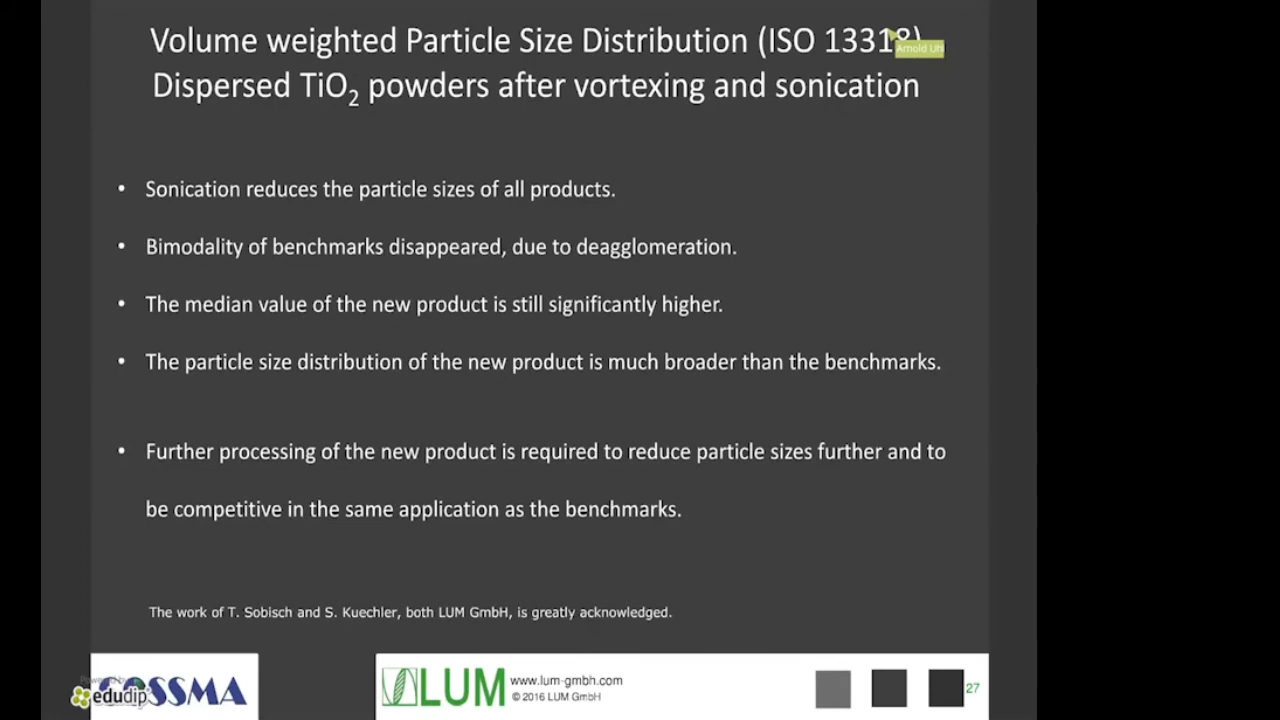 Volume weighted Particle Size Distribution (ISO 13318)
Arnold Uhl
Dispersed TiO₂ powders after vortexing and sonication
• Sonication reduces the particle sizes of all products.
• Bimodality of benchmarks disappeared, due to deagglomeration.
• The median value of the new product is still significantly higher.
• The particle size distribution of the new product is much broader than the benchmarks.
• Further processing of the new product is required to reduce particle sizes further and to
be competitive in the same application as the benchmarks.
The work of T. Sobisch and S. Kuechler, both LUM GmbH, is greatly acknowledged.
Powered by
edudip
COSSMA
LUM
www.lum-gmbh.com
© 2016 LUM GmbH
27